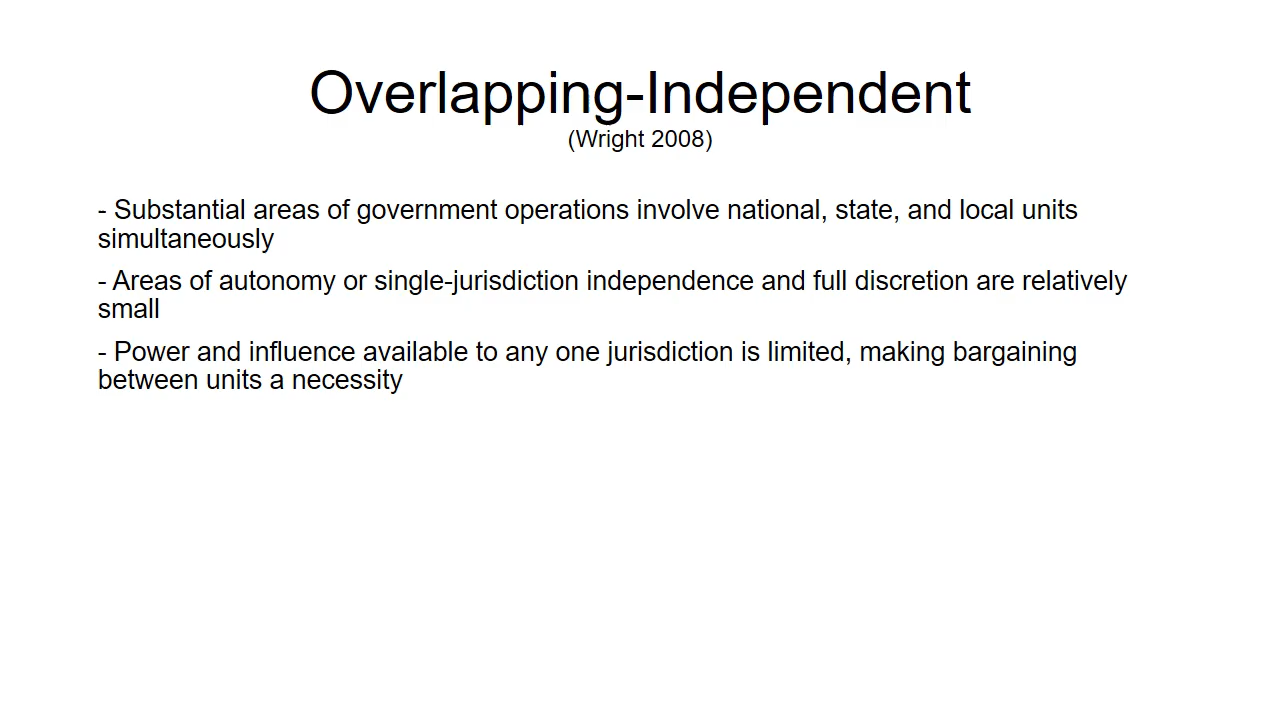 Overlapping-Independent
(Wright 2008)
- Substantial areas of government operations involve national, state, and local units
simultaneously
- Areas of autonomy or single-jurisdiction independence and full discretion are relatively
small
- Power and influence available to any one jurisdiction is limited, making bargaining
between units a necessity